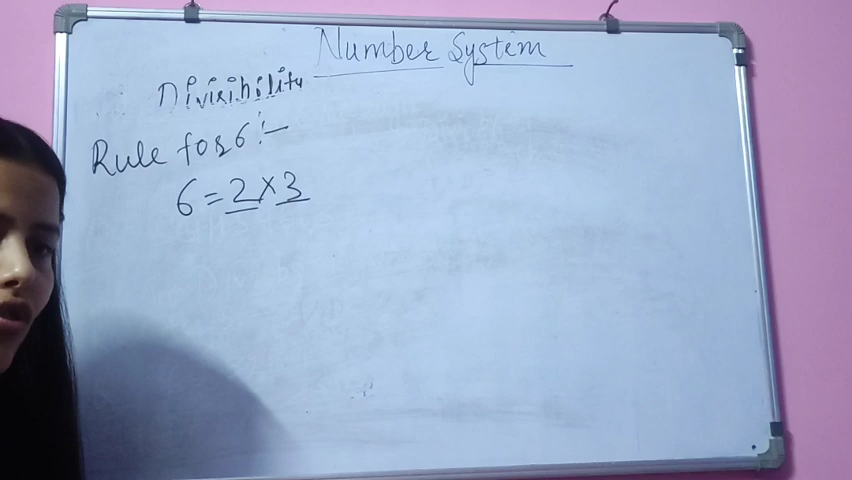 Number System
Divisibility
Rule for 6 :-
6 = 2 × 3